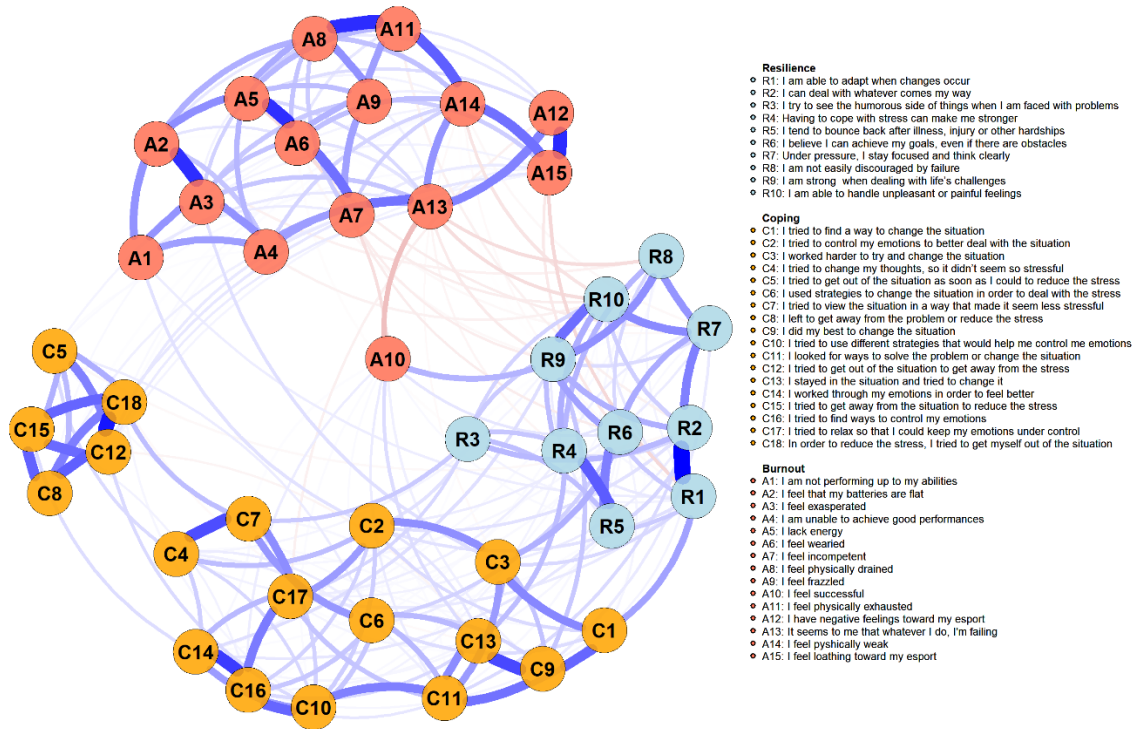 A11
A8
A5
A9
A14
A12
A2
A6
A15
A3
A7
A13
A1
A4
R8
R10
R7
C5
A10
R9
C18
C15
R3
R6
R2
C12
R4
C8
R1
C7
C2
R5
C4
C3
C17
C6
C13
C1
C14
C16
C10
C11
C9
Resilience
R1: I am able to adapt when changes occur
R2: I can deal with whatever comes my way
R3: I try to see the humorous side of things when I am faced with problems
R4: Having to cope with stress can make me stronger
R5: I tend to bounce back after illness, injury or other hardships
R6: I believe I can achieve my goals, even if there are obstacles
R7: Under pressure, I stay focused and think clearly
R8: I am not easily discouraged by failure
R9: I am strong when dealing with life's challenges
R10: I am able to handle unpleasant or painful feelings
Coping
C1: I tried to find a way to change the situation
C2: I tried to control my emotions to better deal with the situation
C3: I worked harder to try and change the situation
C4: I tried to change my thoughts, so it didn't seem so stressful
C5: I tried to get out of the situation as soon as I could to reduce the stress
C6: I used strategies to change the situation in order to deal with the stress
C7: I tried to view the situation in a way that made it seem less stressful
C8: I left to get away from the problem or reduce the stress
C9: I did my best to change the situation
C10: I tried to use different strategies that would help me control me emotions
C11: I looked for ways to solve the problem or change the situation
C12: I tried to get out of the situation to get away from the stress
C13: I stayed in the situation and tried to change it
C14: I worked through my emotions in order to feel better
C15: I tried to get away from the situation to reduce the stress
C16: I tried to find ways to control my emotions
C17: I tried to relax so that I could keep my emotions under control
C18: In order to reduce the stress, I tried to get myself out of the situation
Burnout
A1: I am not performing up to my abilities
A2: I feel that my batteries are flat
A3: I feel exasperated
A4: I am unable to achieve good performances
A5: I lack energy
A6: I feel wearied
A7: I feel incompetent
A8: I feel physically drained
A9: I feel frazzled
A10: I feel successful
A11: I feel physically exhausted
A12: I have negative feelings toward my esport
A13: It seems to me that whatever I do, I'm failing
A14: I feel pyshically weak
A15: I feel loathing toward my esport